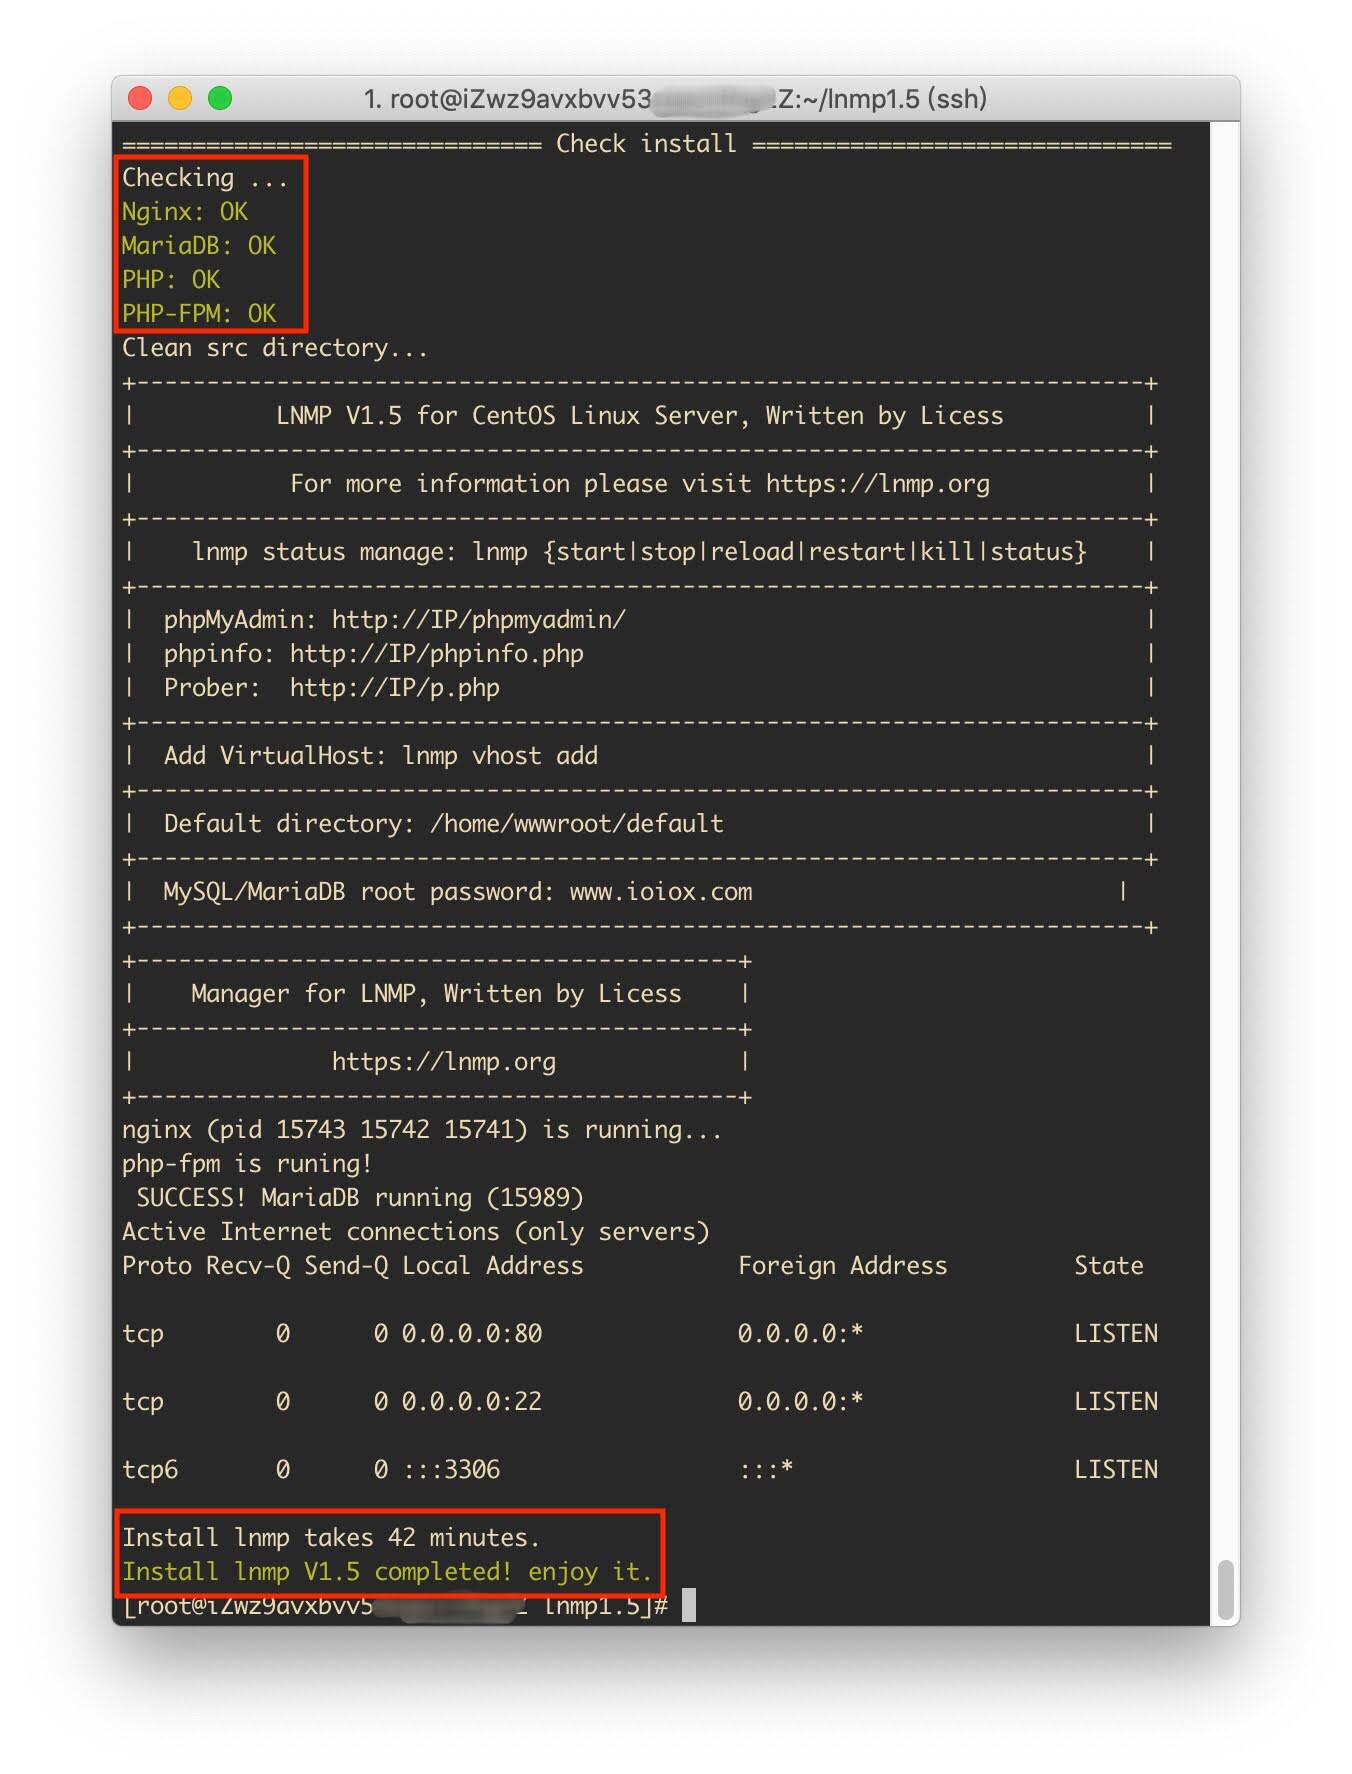 1. root@iZwz9avxbvv53 Z:~/lnmp1.5 (ssh)
============================== Check install ==============================
Checking ...
Nginx: OK
MariaDB: OK
PHP: OK
PHP-FPM: OK
Clean src directory...
+------------------------------------------------------------------------+
|          LNMP V1.5 for CentOS Linux Server, Written by Licess          |
+------------------------------------------------------------------------+
|           For more information please visit https://lnmp.org           |
+------------------------------------------------------------------------+
|    lnmp status manage: lnmp {start|stop|reload|restart|kill|status}    |
+------------------------------------------------------------------------+
|  phpMyAdmin: http://IP/phpmyadmin/                                     |
|  phpinfo: http://IP/phpinfo.php                                        |
|  Prober:  http://IP/p.php                                              |
+------------------------------------------------------------------------+
|  Add VirtualHost: lnmp vhost add                                       |
+------------------------------------------------------------------------+
|  Default directory: /home/wwwroot/default                              |
+------------------------------------------------------------------------+
|  MySQL/MariaDB root password: www.ioiox.com                          |
+------------------------------------------------------------------------+
+-------------------------------------------+
|    Manager for LNMP, Written by Licess    |
+-------------------------------------------+
|              https://lnmp.org             |
+-------------------------------------------+
nginx (pid 15743 15742 15741) is running...
php-fpm is runing!
 SUCCESS! MariaDB running (15989)
Active Internet connections (only servers)
Proto Recv-Q Send-Q Local Address           Foreign Address         State
tcp        0      0 0.0.0.0:80              0.0.0.0:*               LISTEN
tcp        0      0 0.0.0.0:22              0.0.0.0:*               LISTEN
tcp6       0      0 :::3306                 :::*                    LISTEN
Install lnmp takes 42 minutes.
Install lnmp V1.5 completed! enjoy it.
[root@iZwz9avxbvv5 Z lnmp1.5]#